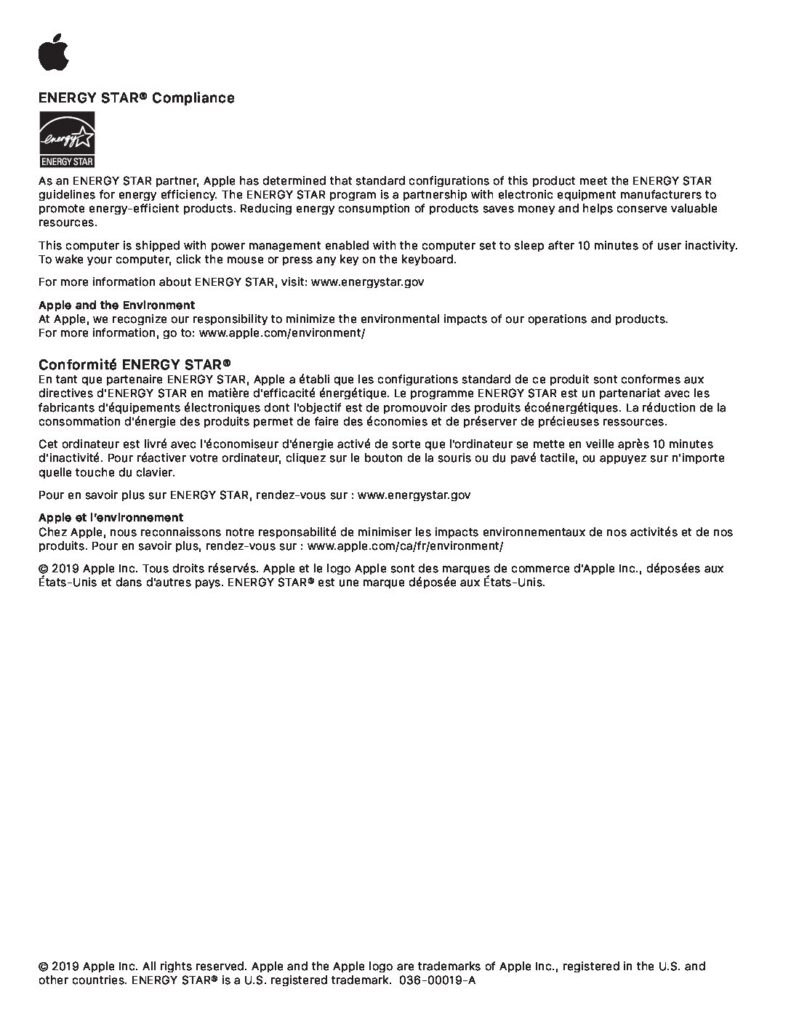 ENERGY STAR® Compliance
energy
ENERGY STAR
As an ENERGY STAR partner, Apple has determined that standard configurations of this product meet the ENERGY STAR
guidelines for energy efficiency. The ENERGY STAR program is a partnership with electronic equipment manufacturers to
promote energy-efficient products. Reducing energy consumption of products saves money and helps conserve valuable
resources.
This computer is shipped with power management enabled with the computer set to sleep after 10 minutes of user inactivity.
To wake your computer, click the mouse or press any key on the keyboard.
For more information about ENERGY STAR, visit: www.energystar.gov
Apple and the Environment
At Apple, we recognize our responsibility to minimize the environmental impacts of our operations and products.
For more information, go to: www.apple.com/environment/
Conformité ENERGY STAR®
En tant que partenaire ENERGY STAR, Apple a établi que les configurations standard de ce produit sont conformes aux
directives d'ENERGY STAR en matière d'efficacité énergétique. Le programme ENERGY STAR est un partenariat avec les
fabricants d'équipements électroniques dont l'objectif est de promouvoir des produits écoénergétiques. La réduction de la
consommation d'énergie des produits permet de faire des économies et de préserver de précieuses ressources.
Cet ordinateur est livré avec l'économiseur d'énergie activé de sorte que l'ordinateur se mette en veille après 10 minutes
d'inactivité. Pour réactiver votre ordinateur, cliquez sur le bouton de la souris ou du pavé tactile, ou appuyez sur n'importe
quelle touche du clavier.
Pour en savoir plus sur ENERGY STAR, rendez-vous sur : www.energystar.gov
Apple et l'environnement
Chez Apple, nous reconnaissons notre responsabilité de minimiser les impacts environnementaux de nos activités et de nos
produits. Pour en savoir plus, rendez-vous sur : www.apple.com/ca/fr/environment/
© 2019 Apple Inc. Tous droits réservés. Apple et le logo Apple sont des marques de commerce d'Apple Inc., déposées aux
États-Unis et dans d'autres pays. ENERGY STAR® est une marque déposée aux États-Unis.
© 2019 Apple Inc. All rights reserved. Apple and the Apple logo are trademarks of Apple Inc., registered in the U.S. and
other countries. ENERGY STAR® is a U.S. registered trademark. 036-00019-A